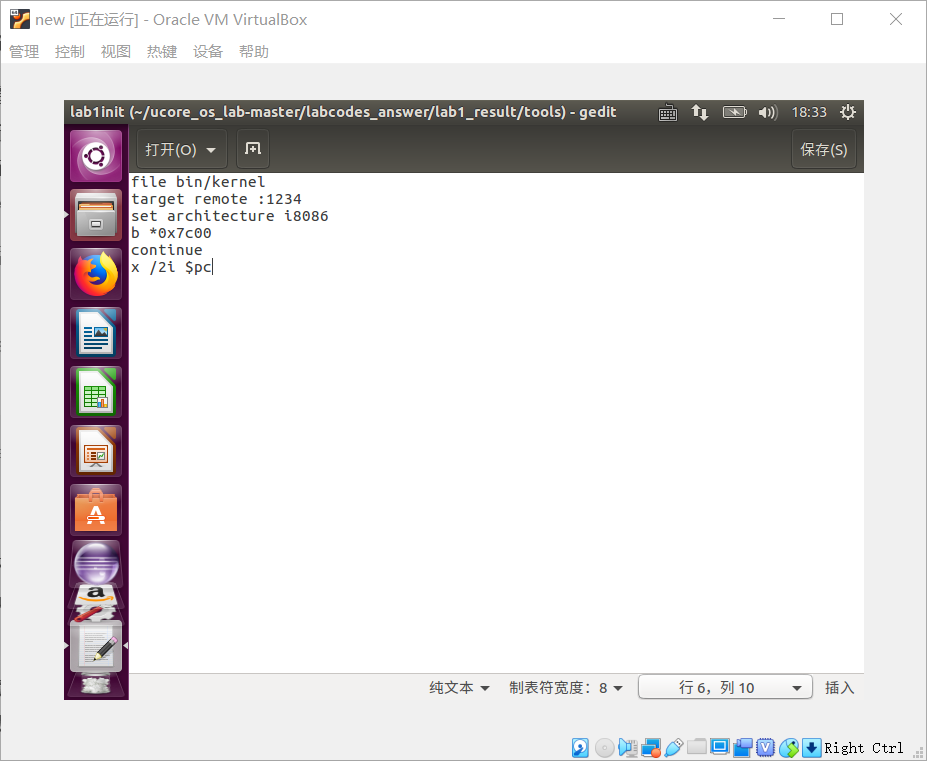 new [正在运行] - Oracle VM VirtualBox
管理 控制 视图 热键 设备 帮助
lab1init (~/ucore_os_lab-master/labcodes_answer/lab1_result/tools) - gedit 18:33
打开(O) 保存(S)
file bin/kernel
target remote :1234
set architecture i8086
b *0x7c00
continue
x /2i $pc
纯文本 制表符宽度：8 行 6，列 10 插入
Right Ctrl